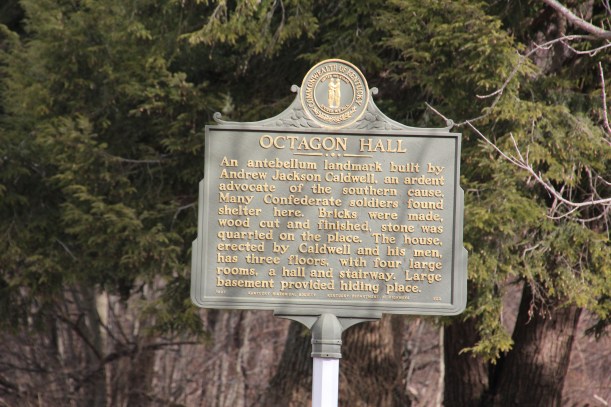 COMMONWEALTH OF KENTUCKY
OCTAGON HALL
An antebellum landmark built by
Andrew Jackson Caldwell, an ardent
advocate of the southern cause.
Many Confederate soldiers found
shelter here. Bricks were made,
wood cut and finished, stone was
quarried on the place. The house,
erected by Caldwell and his men,
has three floors, with four large
rooms, a hall and stairway. Large
basement provided hiding place.